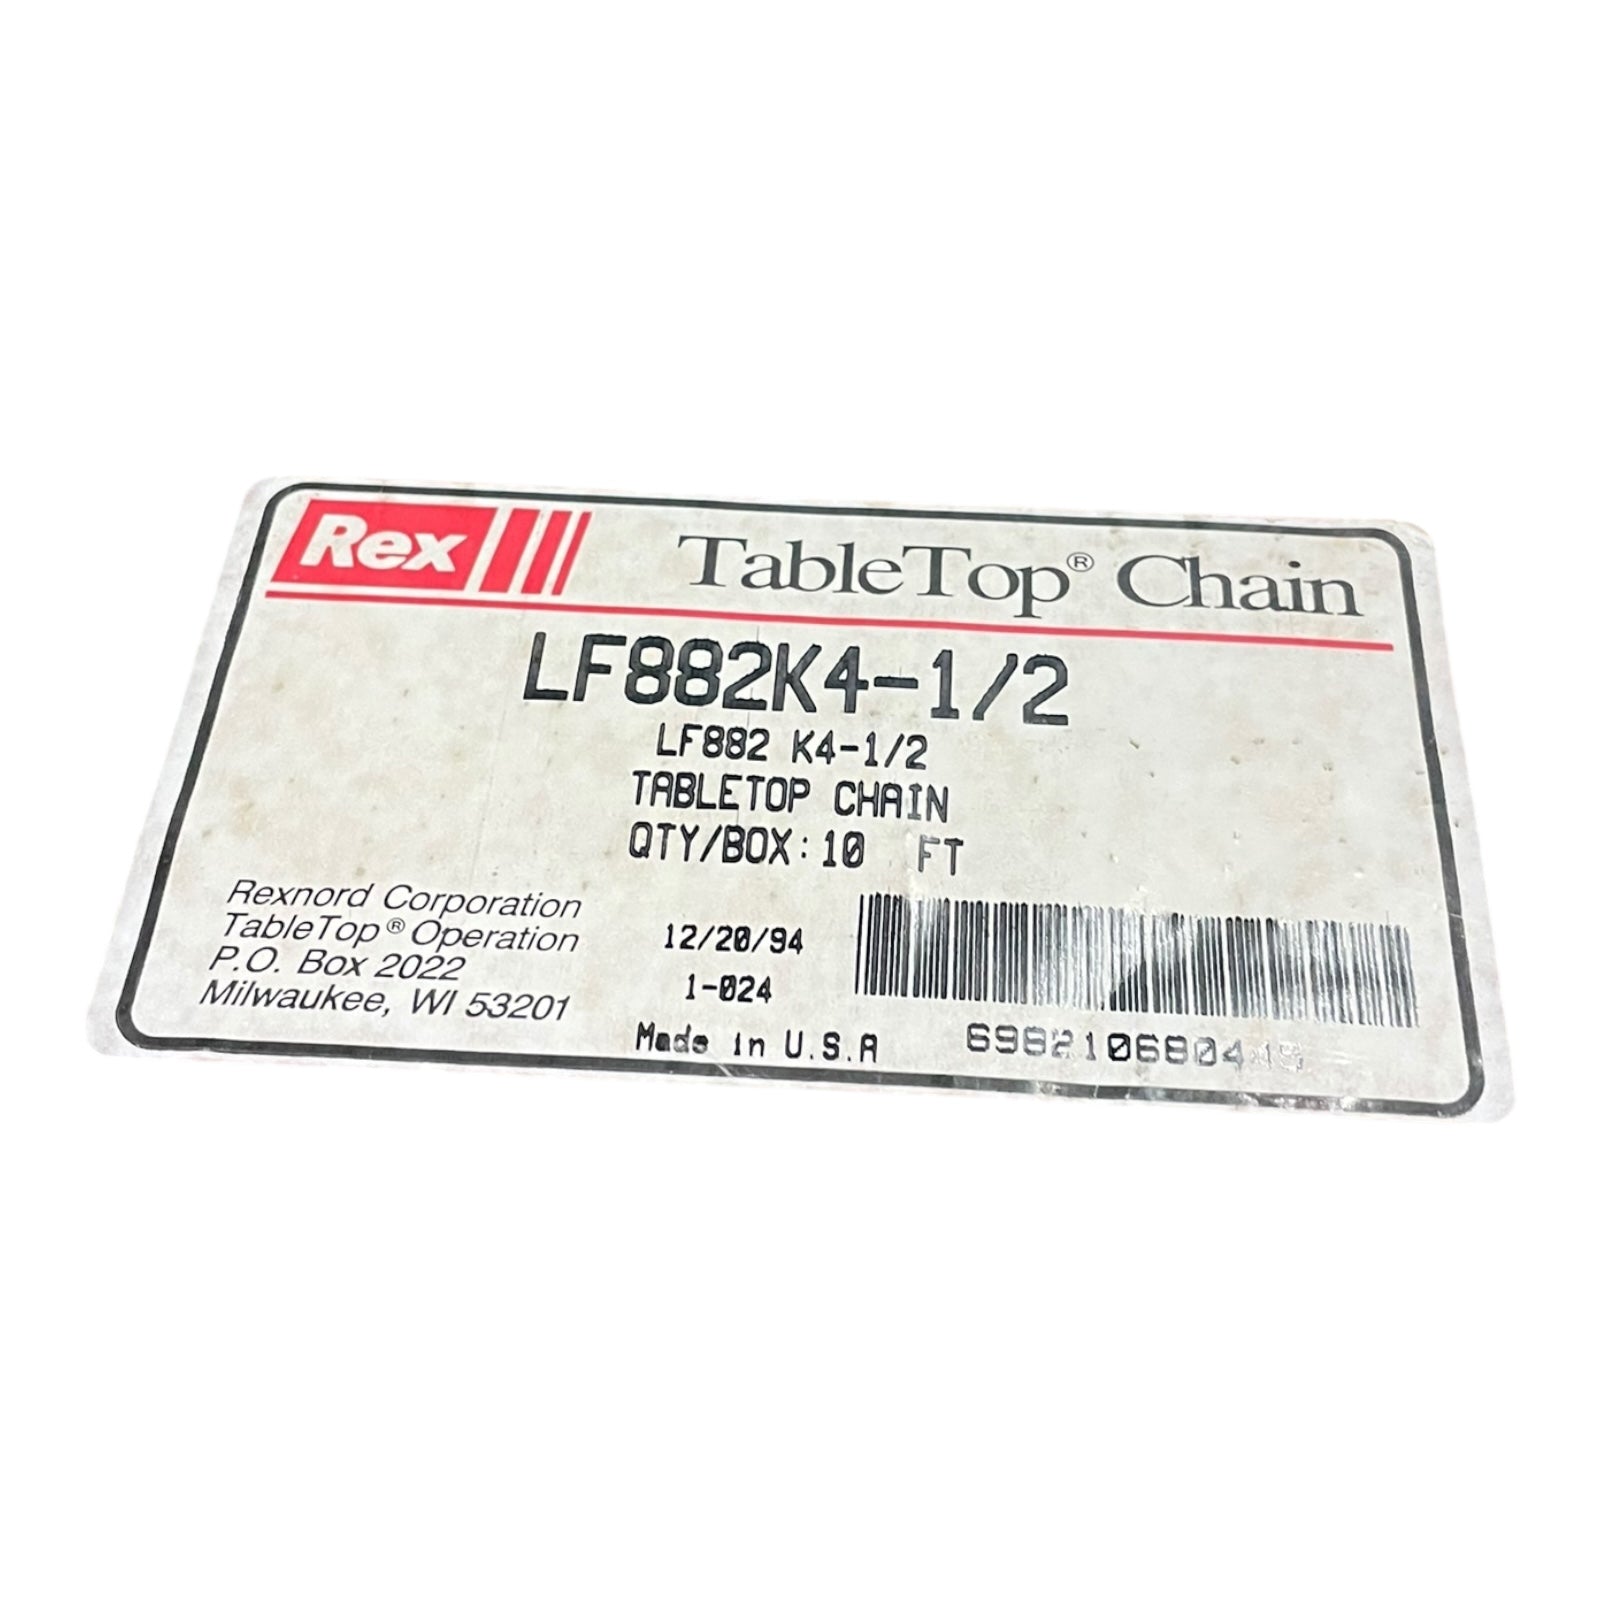 Rex
TableTop® Chain
LF882K4-1/2
LF882 K4-1/2
TABLETOP CHAIN
QTY/BOX: 10 FT
Rexnord Corporation
TableTop® Operation
P.O. Box 2022
Milwaukee, WI 53201
12/20/94
1-024
Made in U.S.A